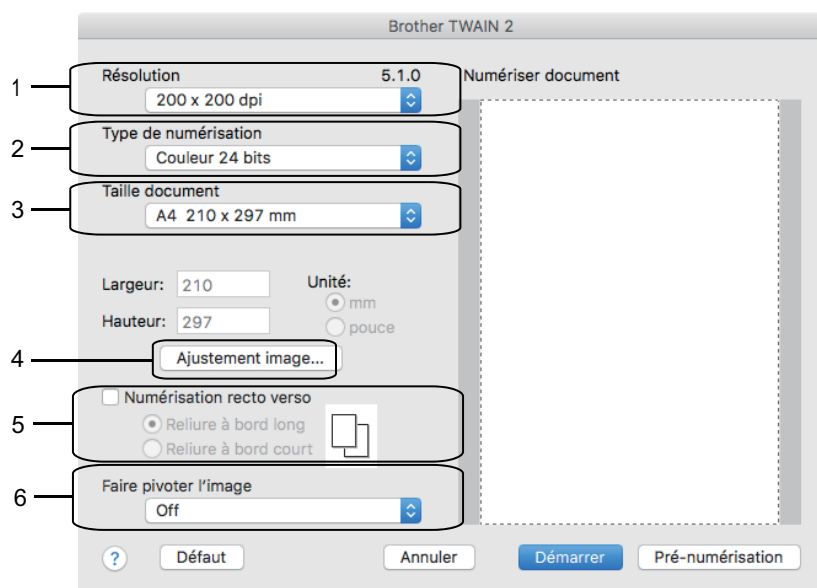 Brother TWAIN 2
1
Résolution 5.1.0
200 x 200 dpi
2
Type de numérisation
Couleur 24 bits
3
Taille document
A4 210 x 297 mm
Largeur: 210
Hauteur: 297
Unité:
mm
pouce
4
Ajustement image...
5
Numérisation recto verso
Reliure à bord long
Reliure à bord court
6
Faire pivoter l'image
Off
Numériser document
?
Défaut
Annuler
Démarrer
Pré-numérisation